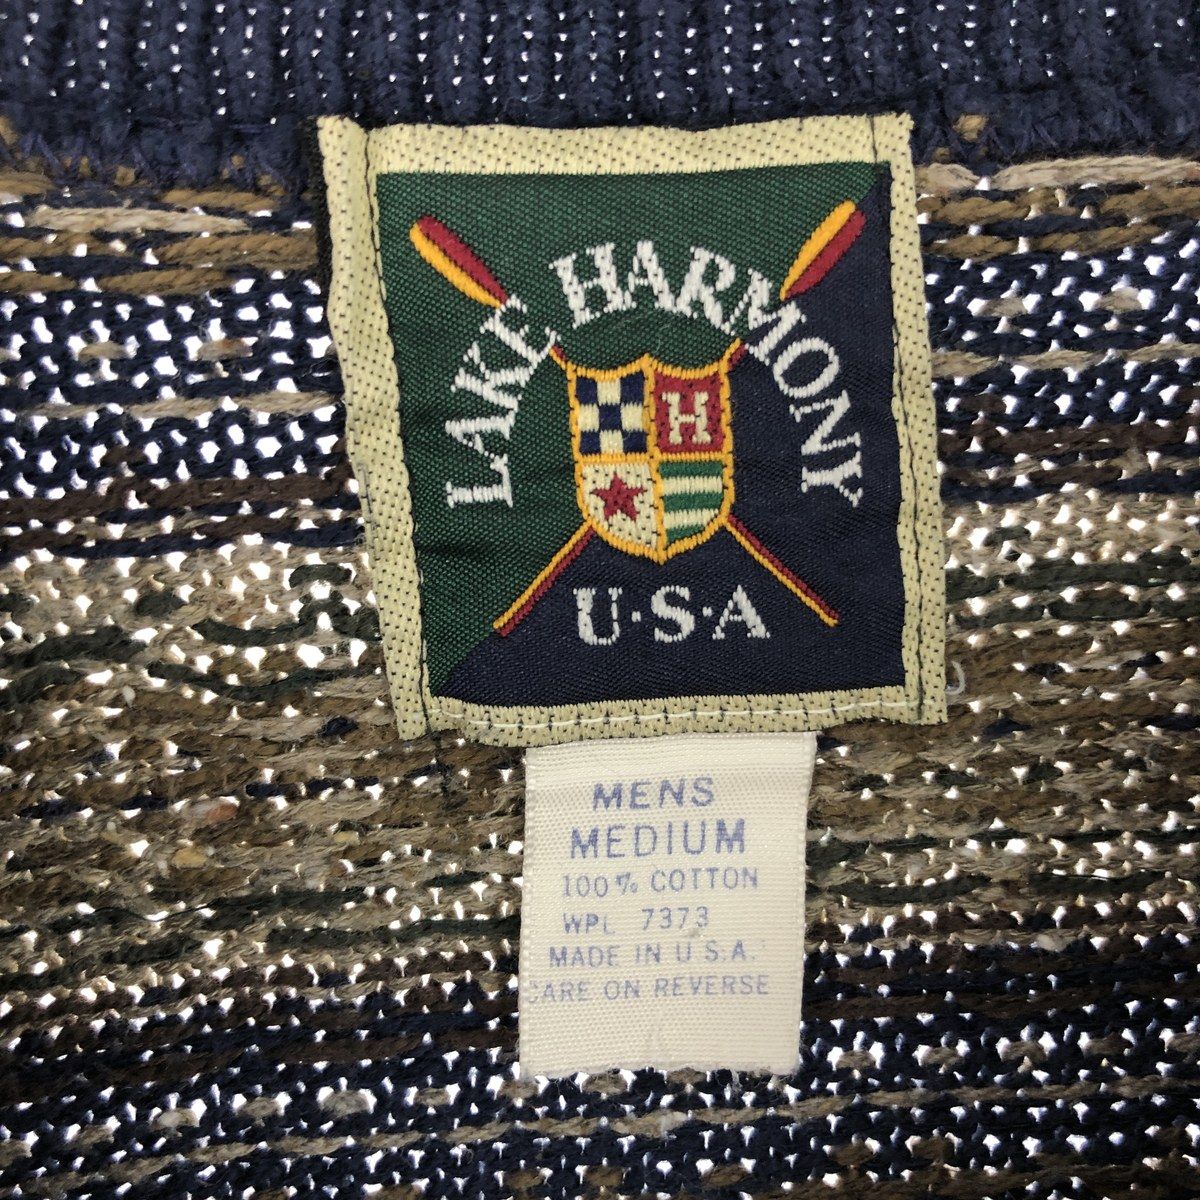 LAKE HARMONY
H
U·S·A
MENS
MEDIUM
100% COTTON
WPL 7373
MADE IN U.S.A.
CARE ON REVERSE